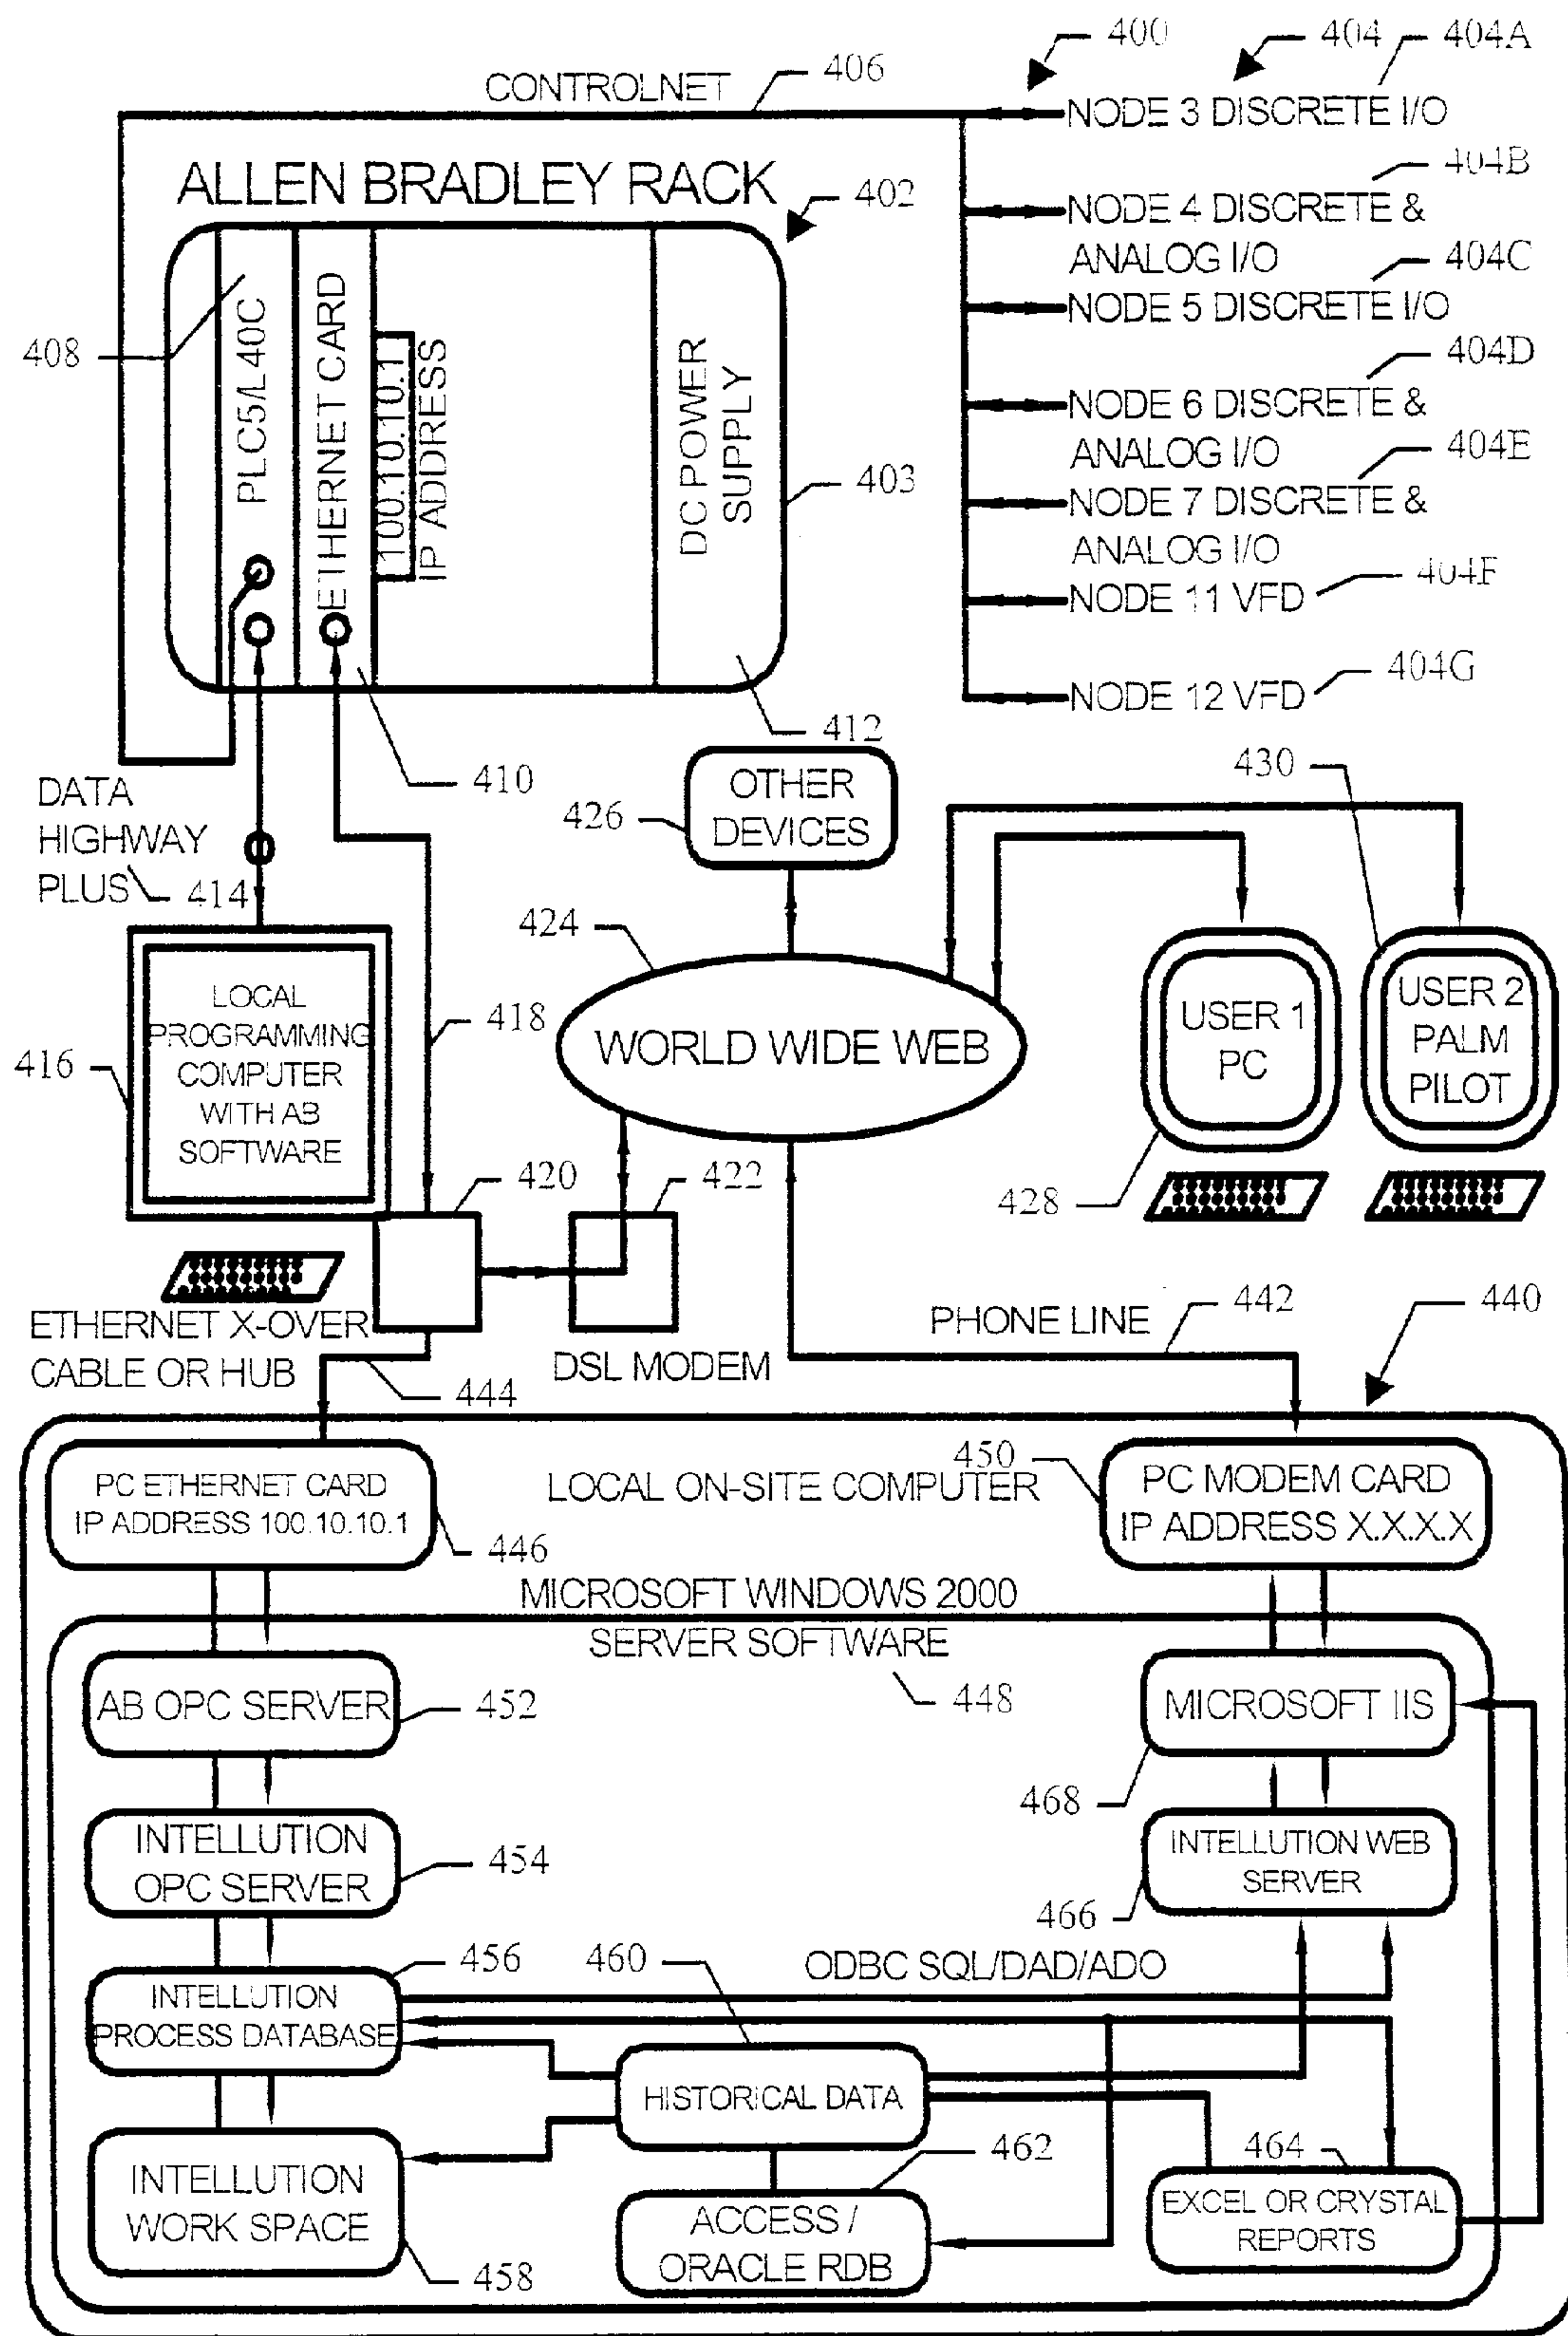 400
404
404A
CONTROLNET
406
NODE 3 DISCRETE I/O
ALLEN BRADLEY RACK
402
404B
NODE 4 DISCRETE &
ANALOG I/O
404C
NODE 5 DISCRETE I/O
408
PLC5/L40C
ETHERNET CARD
100.10.10.1
IP ADDRESS
DC POWER
SUPPLY
403
404D
NODE 6 DISCRETE &
ANALOG I/O
404E
NODE 7 DISCRETE &
ANALOG I/O
404F
NODE 11 VFD
404G
NODE 12 VFD
412
410
DATA
HIGHWAY
PLUS
414
OTHER
DEVICES
426
430
424
LOCAL
PROGRAMMING
COMPUTER
WITH AB
SOFTWARE
416
418
WORLD WIDE WEB
USER 1
PC
USER 2
PALM
PILOT
420
422
428
ETHERNET X-OVER
CABLE OR HUB
444
DSL MODEM
PHONE LINE
442
440
PC ETHERNET CARD
IP ADDRESS 100.10.10.1
446
LOCAL ON-SITE COMPUTER
450
PC MODEM CARD
IP ADDRESS X.X.X.X
MICROSOFT WINDOWS 2000
SERVER SOFTWARE
448
AB OPC SERVER
452
MICROSOFT IIS
468
INTELLUTION
OPC SERVER
454
INTELLUTION WEB
SERVER
466
456
460
ODBC SQL/DAD/ADO
INTELLUTION
PROCESS DATABASE
HISTORICAL DATA
462
464
INTELLUTION
WORK SPACE
458
ACCESS /
ORACLE RDB
EXCEL OR CRYSTAL
REPORTS